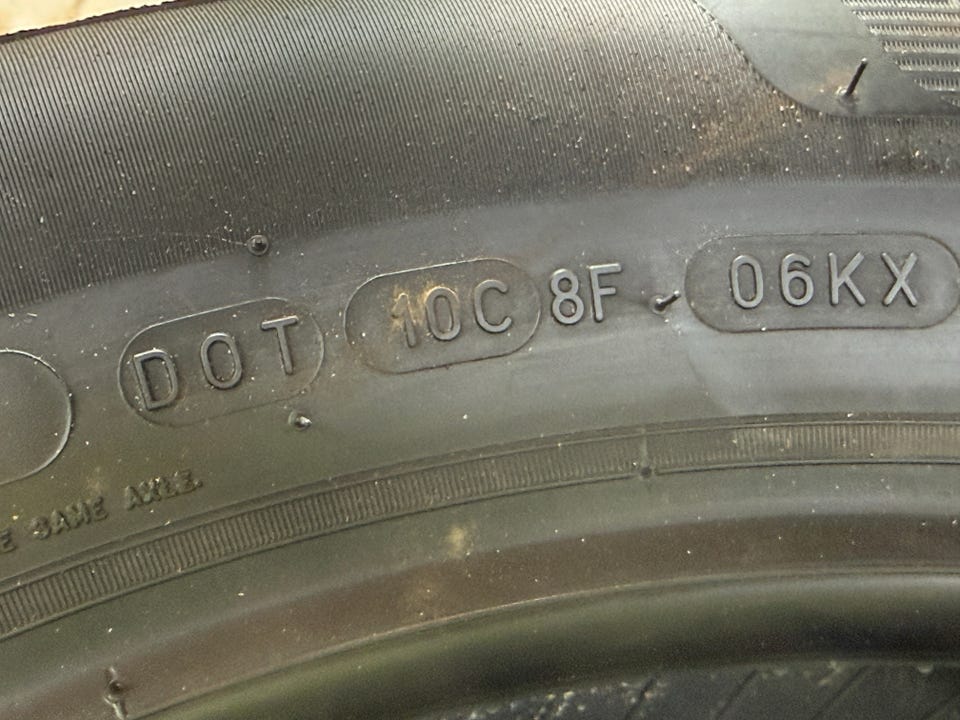 DOT 10C 8F 06KX
E SAME AXLE.